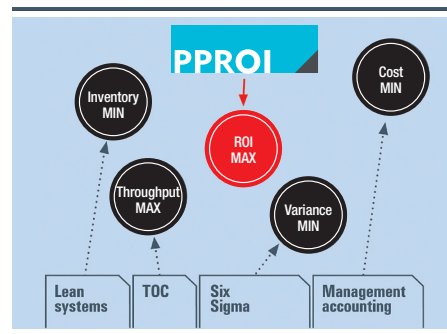 PPROI
Cost
MIN
Inventory
MIN
ROI
MAX
Throughput
MAX
Variance
MIN
Lean
systems
TOC
Six
Sigma
Management
accounting